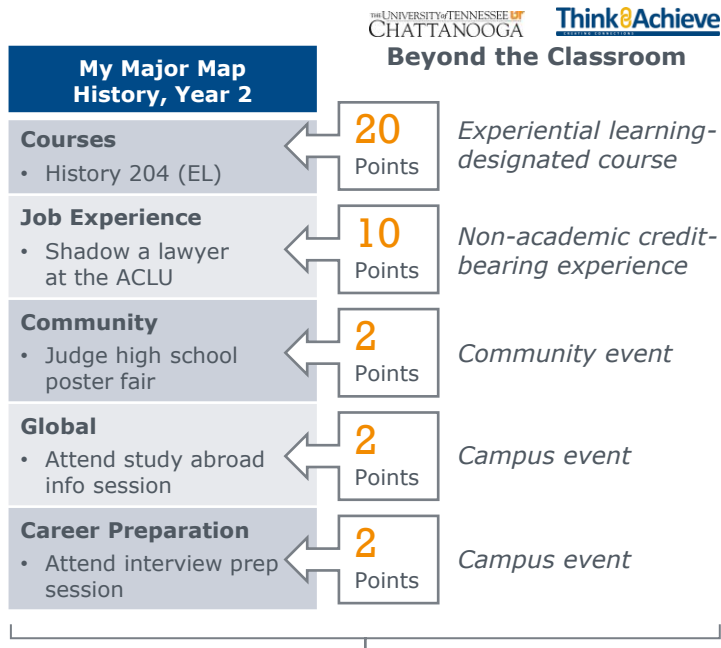 THE UNIVERSITY of TENNESSEE UT
CHATTANOOGA
Think&Achieve
CREATING CONNECTIONS
Beyond the Classroom
My Major Map
History, Year 2
Courses
• History 204 (EL)
20
Points
Experiential learning-
designated course
Job Experience
• Shadow a lawyer
at the ACLU
10
Points
Non-academic credit-
bearing experience
Community
• Judge high school
poster fair
2
Points
Community event
Global
• Attend study abroad
info session
2
Points
Campus event
Career Preparation
• Attend interview prep
session
2
Points
Campus event